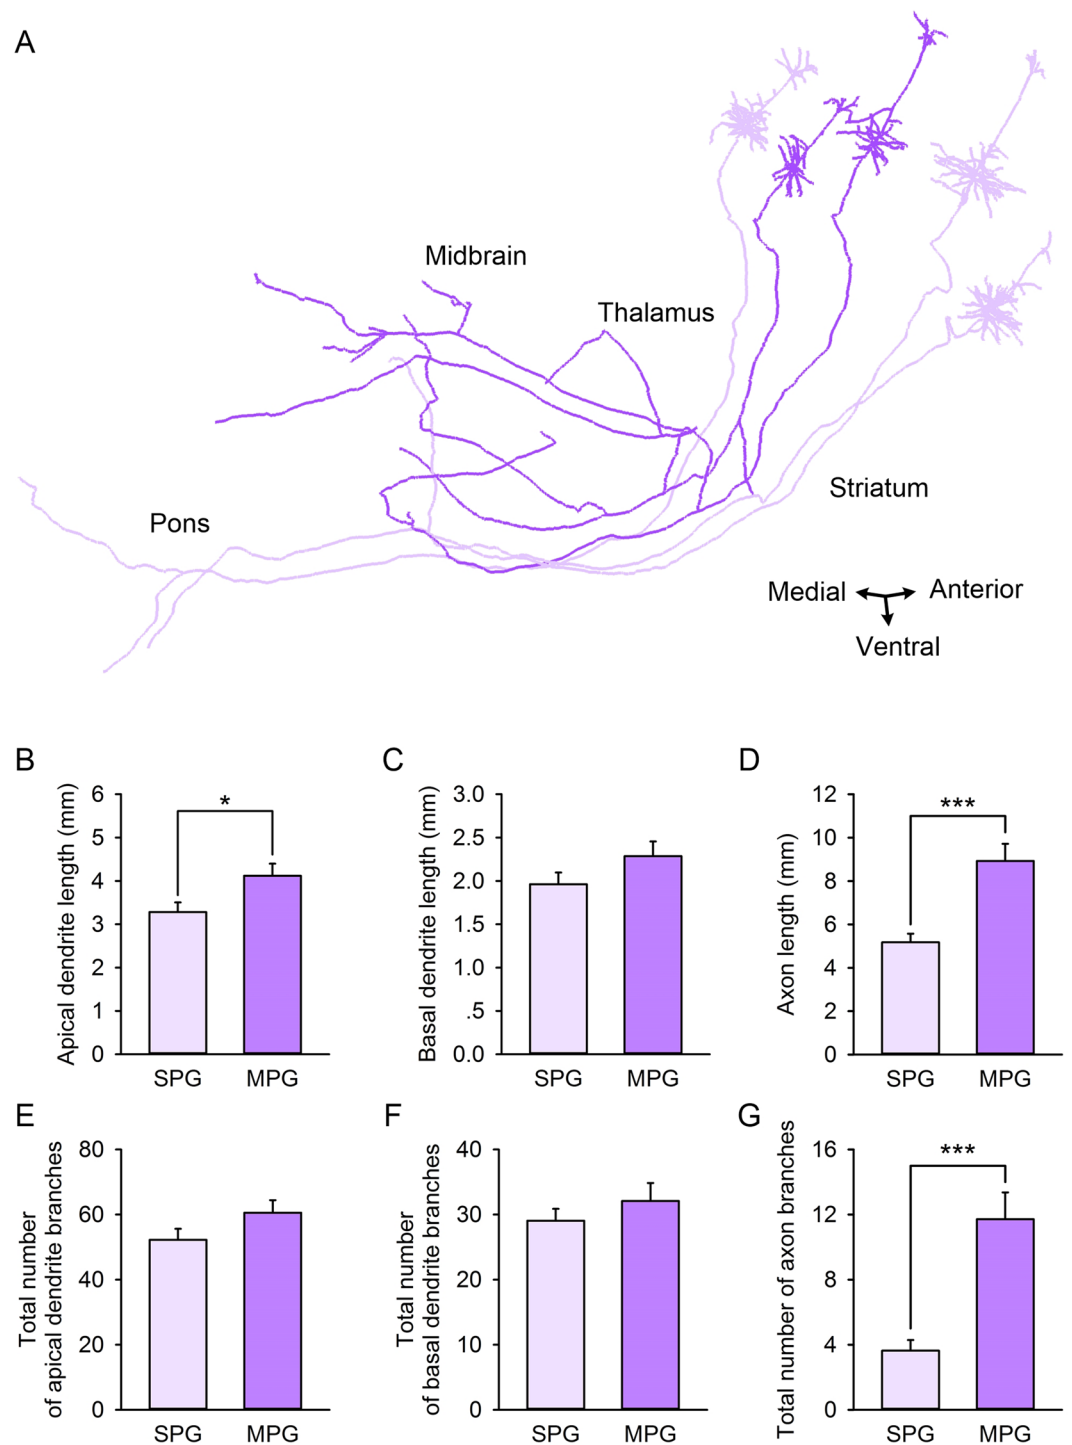 A
Midbrain
Thalamus
Striatum
Pons
Medial
Anterior
Ventral
B
Apical dendrite length (mm)
6
5
4
3
2
1
0
*
SPG
MPG
C
Basal dendrite length (mm)
3.0
2.5
2.0
1.5
1.0
.5
0.0
SPG
MPG
D
Axon length (mm)
12
10
8
6
4
2
0
***
SPG
MPG
E
Total number
of apical dendrite branches
80
60
40
20
0
SPG
MPG
F
Total number
of basal dendrite branches
40
30
20
10
0
SPG
MPG
G
Total number of axon branches
16
12
8
4
0
***
SPG
MPG